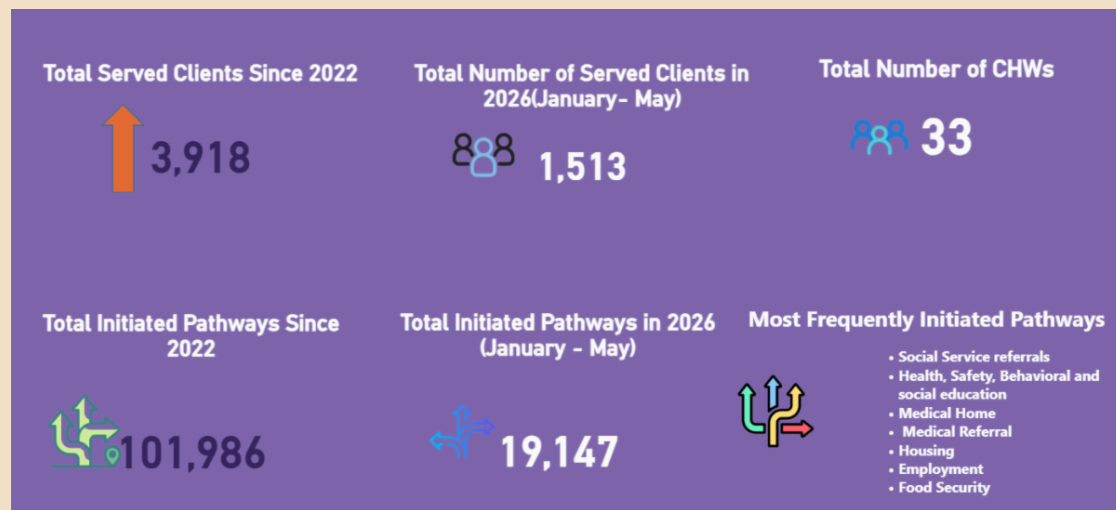 Total Served Clients Since 2022
3,918
Total Number of Served Clients in
2026(January- May)
1,513
Total Number of CHWs
33
Total Initiated Pathways Since
2022
101,986
Total Initiated Pathways in 2026
(January - May)
19,147
Most Frequently Initiated Pathways
• Social Service referrals
• Health, Safety, Behavioral and
social education
• Medical Home
• Medical Referral
• Housing
• Employment
• Food Security